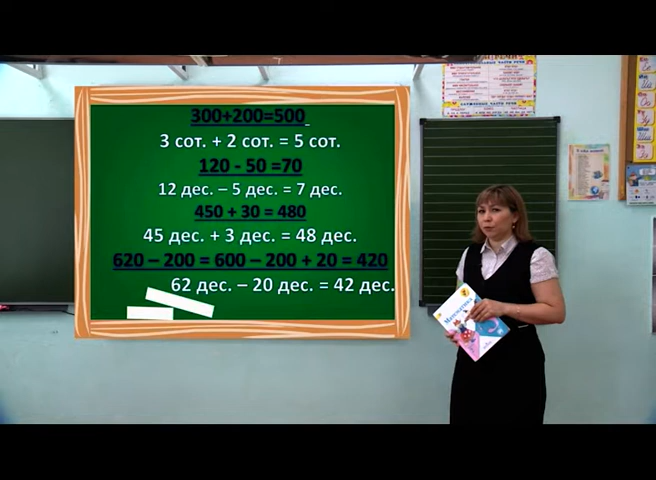 300+200=500
3 сот. + 2 сот. = 5 сот.
120 - 50 =70
12 дес. – 5 дес. = 7 дес.
450 + 30 = 480
45 дес. + 3 дес. = 48 дес.
620 – 200 = 600 – 200 + 20 = 420
62 дес. – 20 дес. = 42 дес.
Математика